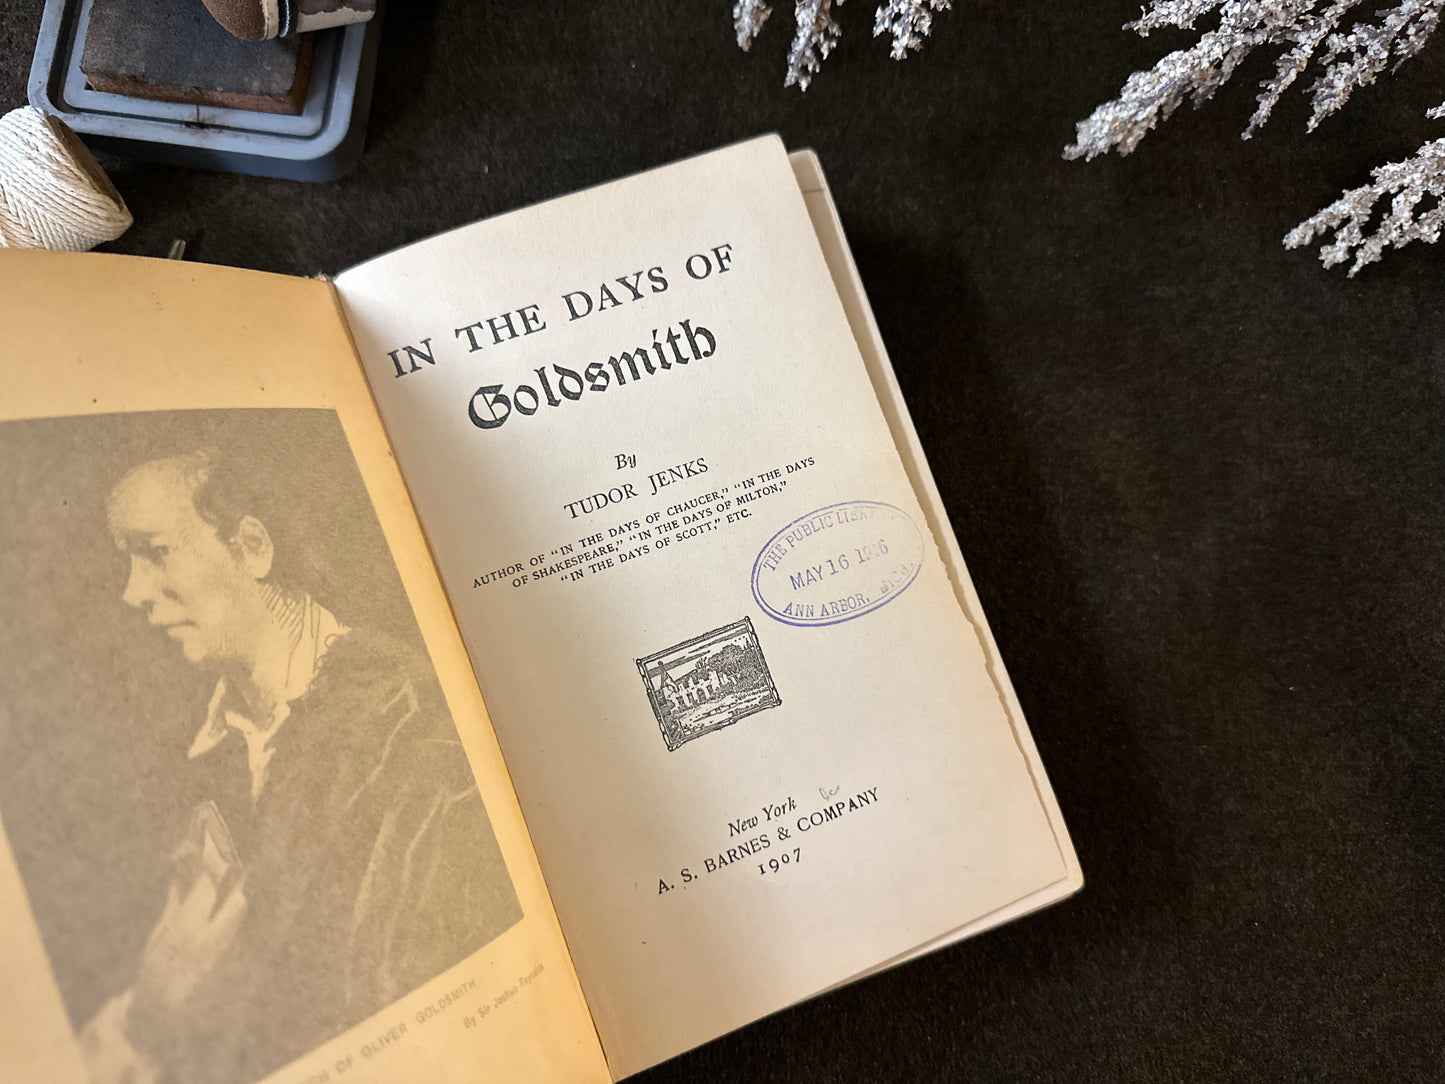 IN THE DAYS OF
Goldsmith
By
TUDOR JENKS
AUTHOR OF "IN THE DAYS OF CHAUCER," "IN THE DAYS
OF SHAKESPEARE," "IN THE DAYS OF MILTON,"
"IN THE DAYS OF SCOTT," ETC.
THE PUBLIC
MAY 16
ANN ARBOR, MICH.
New York
A. S. BARNES & COMPANY
1907
OF OLIVER GOLDSMITH
By Sir Joshua Reynolds